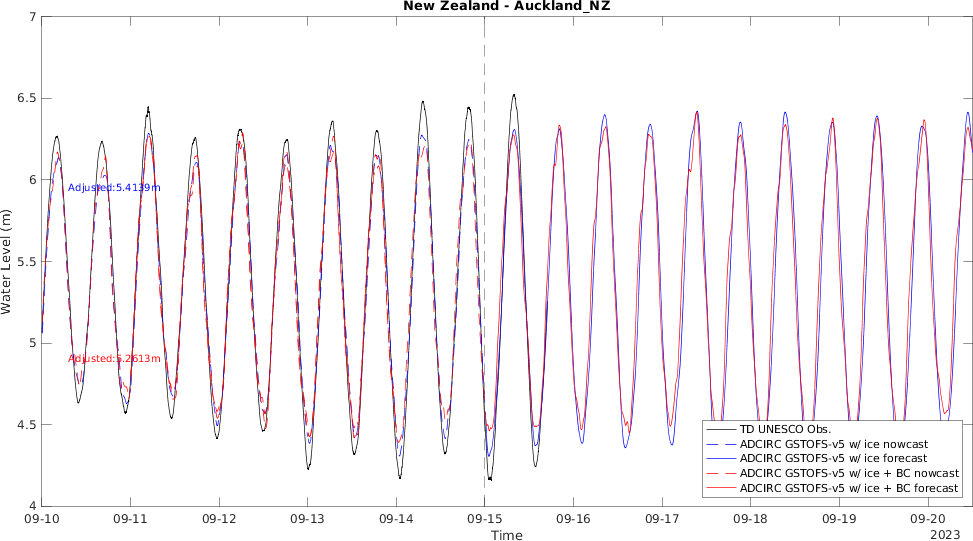 New Zealand - Auckland_NZ
7
6.5
6
5.5
5
4.5
4
Water Level (m)
Adjusted:5.4139m
Adjusted:5.2613m
TD UNESCO Obs.
ADCIRC GSTOFS-v5 w/ ice nowcast
ADCIRC GSTOFS-v5 w/ ice forecast
ADCIRC GSTOFS-v5 w/ ice + BC nowcast
ADCIRC GSTOFS-v5 w/ ice + BC forecast
09-10 09-11 09-12 09-13 09-14 09-15 09-16 09-17 09-18 09-19 09-20
Time
2023